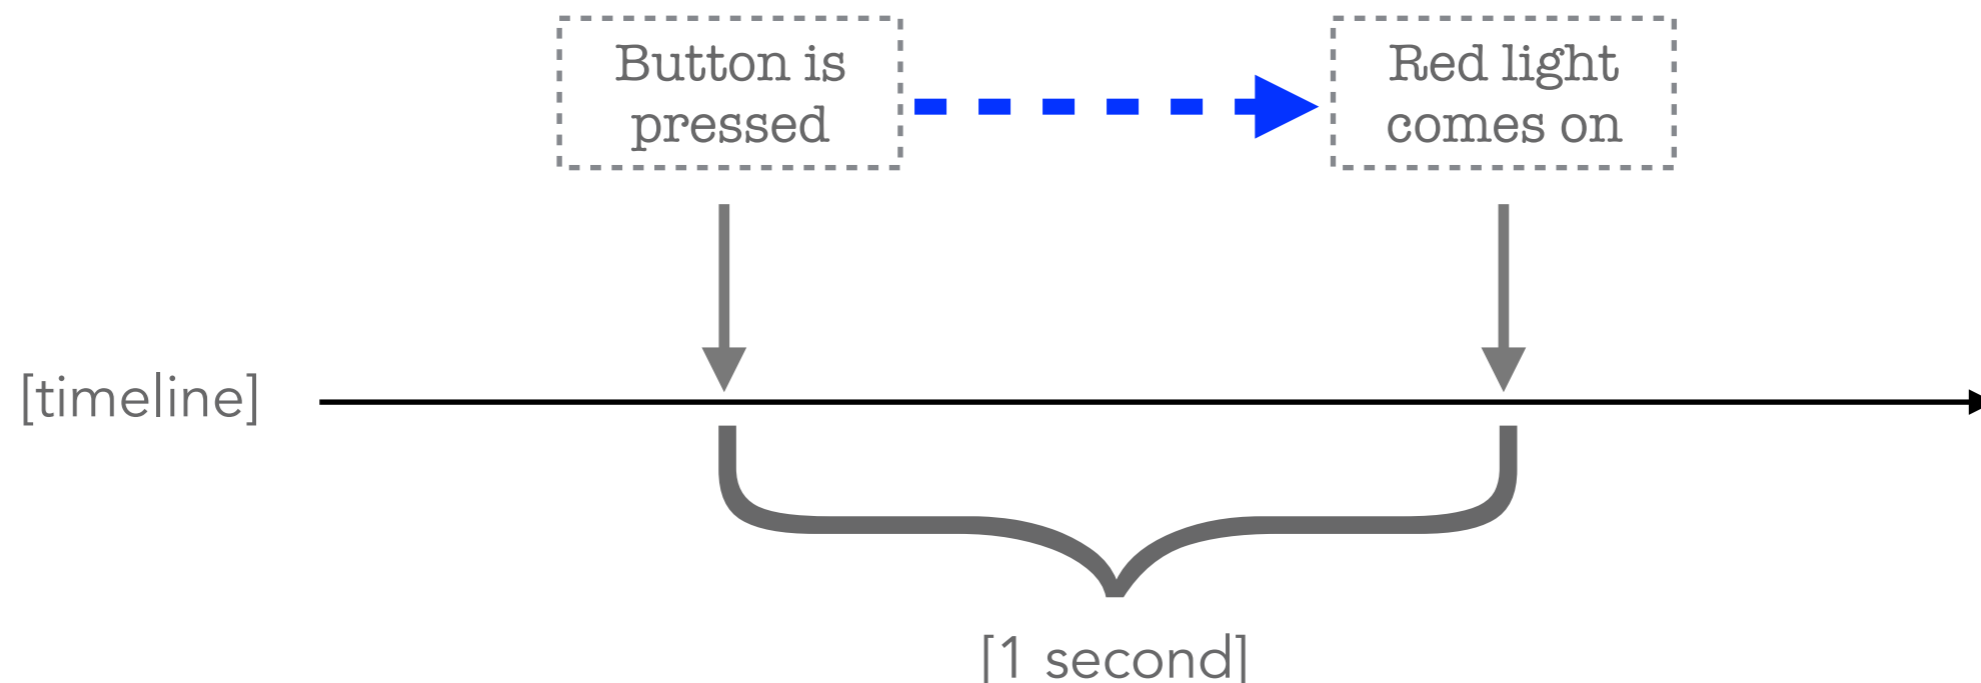 Button is
pressed
Red light
comes on
[timeline]
[1 second]